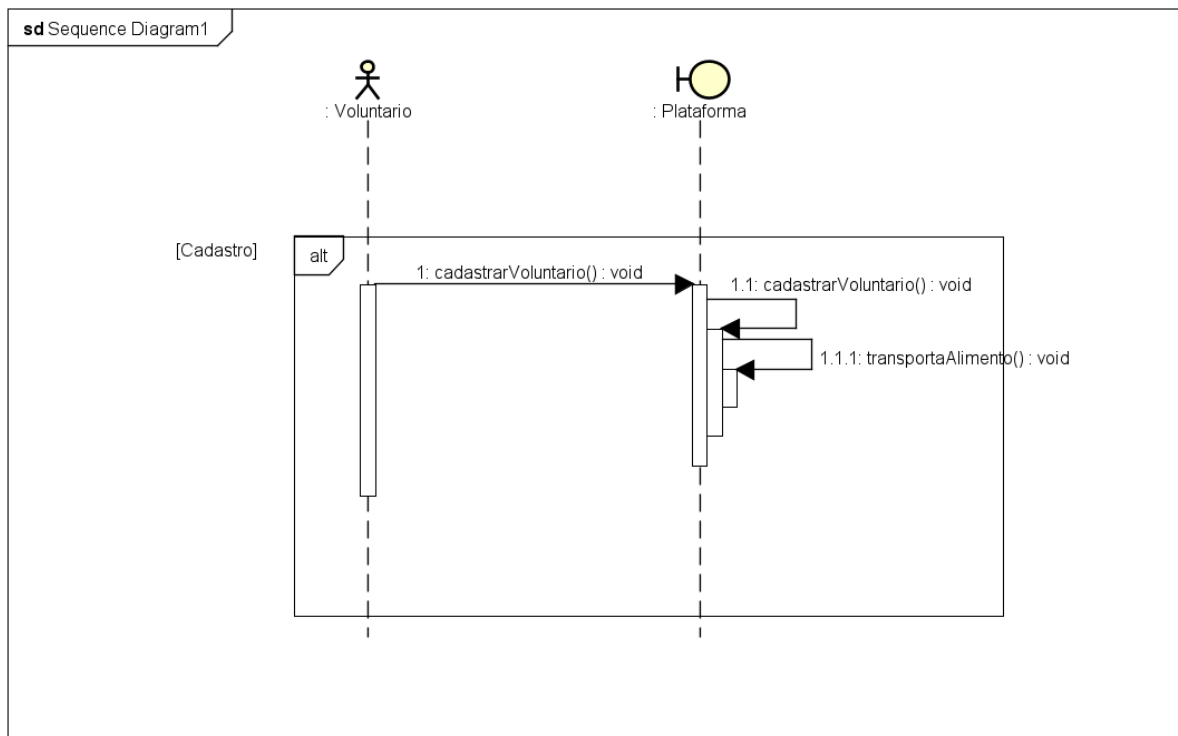 sd Sequence Diagram1
: Voluntario
: Plataforma
[Cadastro]
alt
1: cadastrarVoluntario() : void
1.1: cadastrarVoluntario() : void
1.1.1: transportaAlimento() : void